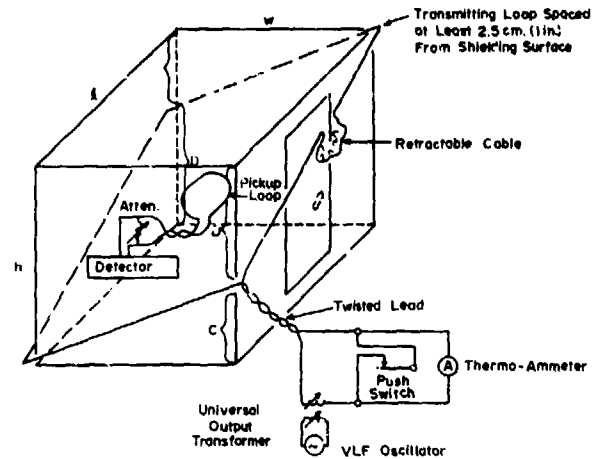 w
Transmitting Loop Spaced
at Least 2.5 cm. (1 in.)
From Shielding Surface
ℓ
Retractable Cable
D
Pickup
Loop
Atten.
Detector
h
C
Twisted Lead
A
Thermo-Ammeter
Push
Switch
Universal
Output
Transformer
VLF Oscillator